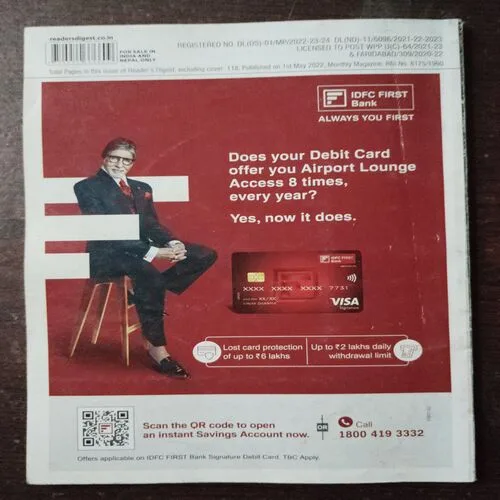 readersdigest.co.in
FOR SALE IN
INDIA AND
NEPAL ONLY
REGISTERED NO. DL(DS)-01/MP/2022-23-24 DL(ND)-11/6096/2021-22-2023
LICENSED TO POST WPP U(C)-64/2021-23
& FARIDABAD/309/2020-22
Total Pages in this issue of Reader's Digest, including cover: 118, Published on 1st May 2022, Monthly Magazine, RNI No. 8175/1960
IDFC FIRST
Bank
ALWAYS YOU FIRST
Does your Debit Card
offer you Airport Lounge
Access 8 times,
every year?
Yes, now it does.
IDFC FIRST
Bank
XXXX XXXX XXXX 7731
XX/XX
VISA
Signature
Lost card protection
of up to ₹6 lakhs
Up to ₹2 lakhs daily
withdrawal limit
Scan the QR code to open
an instant Savings Account now.
OR
Call
1800 419 3332
Offers applicable on IDFC FIRST Bank Signature Debit Card. T&C Apply.